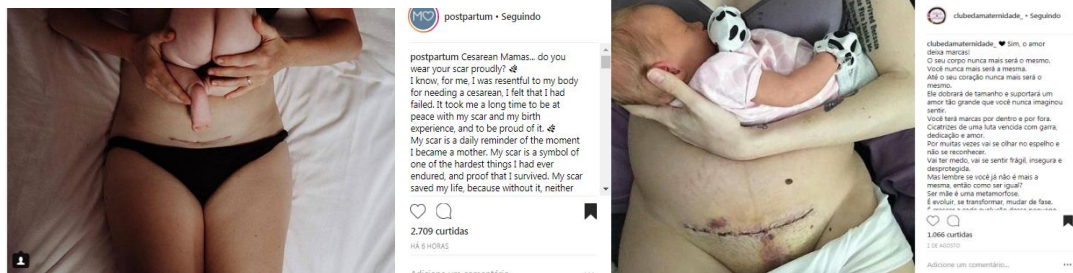 MO
postpartum • Seguindo
postpartum Cesarean Mamas... do you
wear your scar proudly?
I know, for me, I was resentful to my body
for needing a cesarean, I felt that I had
failed. It took me a long time to be at
peace with my scar and my birth
experience, and to be proud of it.
My scar is a daily reminder of the moment
I became a mother. My scar is a symbol of
one of the hardest things I had ever
endured, and proof that I survived. My scar
saved my life, because without it, neither
2.709 curtidas
HÁ 6 HORAS
Adicione um comentário...
clubedamaternidade_ • Seguindo
clubedamaternidade_ Sim, o amor
deixa marcas!
O seu corpo nunca mais será o mesmo.
Você nunca mais será a mesma.
Até o seu coração nunca mais será o
mesmo.
Ele dobrará de tamanho e suportará um
amor tão grande que você nunca imaginou
sentir.
Você terá marcas por dentro e por fora.
Cicatrizes de uma luta vencida com garra,
dedicação e amor.
Por muitas vezes vai se olhar no espelho e
não se reconhecer.
Vai ter medo, vai se sentir frágil, insegura e
desprotegida.
Mas lembre se você já não é mais a
mesma, então como ser igual?
Ser mãe é uma metamorfose.
É evoluir, se transformar, mudar de fase.
1.066 curtidas
1 DE AGOSTO
Adicione um comentário...